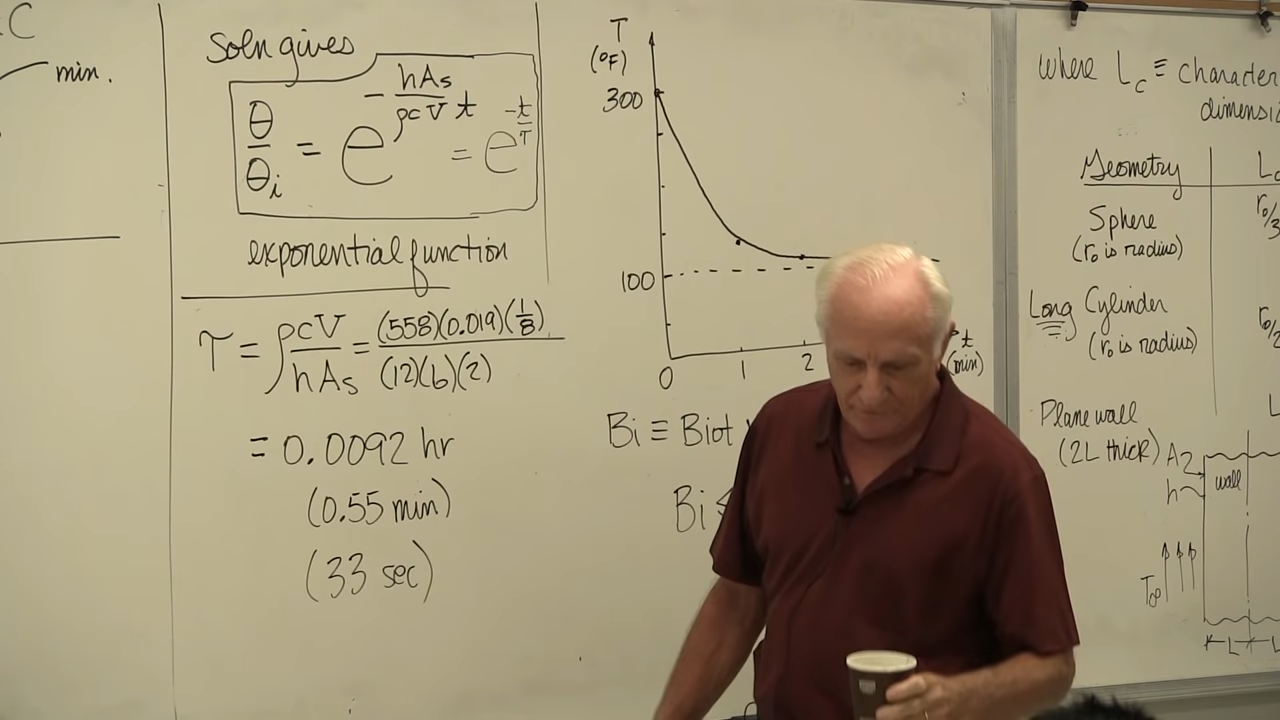 C
min.
Soln gives
θ/θi = e^(-hAs/ρcV t) = e^(-t/τ)
exponential function
τ = ρcV/hAs = (558)(0.019)(1/8)/(12)(6)(2)
= 0.0092 hr
(0.55 min)
(33 sec)
T
(°F)
300
100
0
1
2
t
(min)
Bi ≡ Biot
Bi
where Lc ≡ character
dimensi
Geometry
Lc
Sphere
r0/3
(r0 is radius)
Long Cylinder
r0/2
(r0 is radius)
Plane wall
L
(2L thick)
A2
wall
h
T∞
L
L